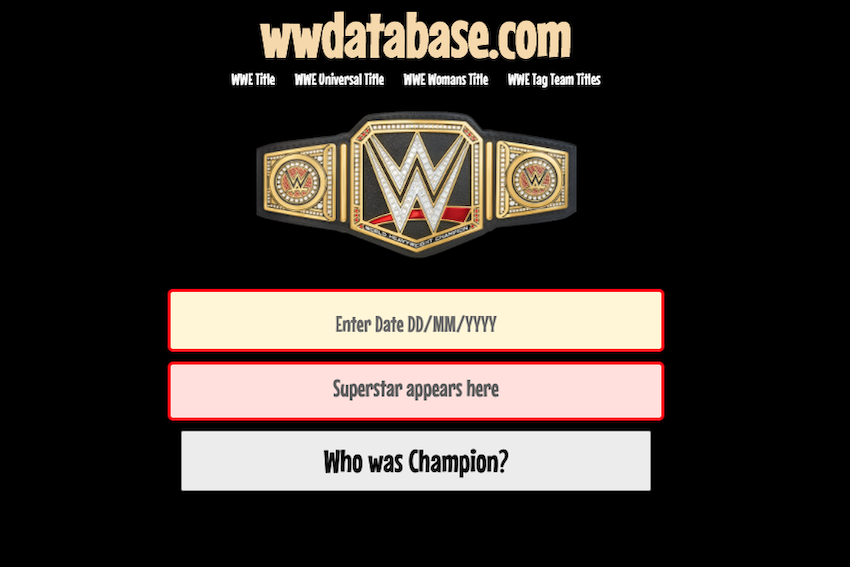 wwdatabase.com
WWE Title WWE Universal Title WWE Womans Title WWE Tag Team Titles
WORLD HEAVYWEIGHT CHAMPION
Enter Date DD/MM/YYYY
Superstar appears here
Who was Champion?